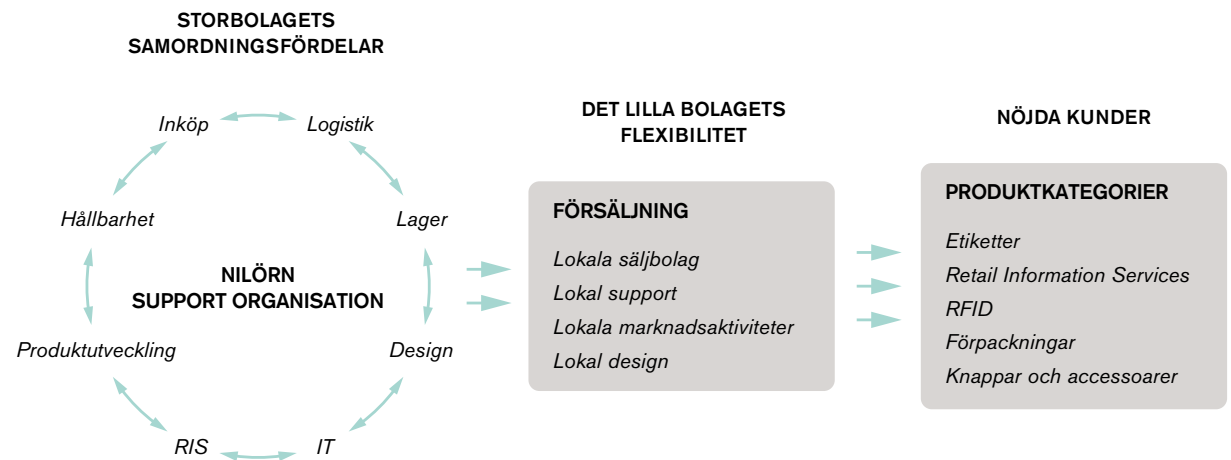 STORBOLAGETS
SAMORDNINGSFÖRDELAR
Inköp
Logistik
Hållbarhet
Lager
NILÖRN
SUPPORT ORGANISATION
Produktutveckling
Design
RIS
IT
DET LILLA BOLAGETS
FLEXIBILITET
FÖRSÄLJNING
Lokala säljbolag
Lokal support
Lokala marknadsaktiviteter
Lokal design
NÖJDA KUNDER
PRODUKTKATEGORIER
Etiketter
Retail Information Services
RFID
Förpackningar
Knappar och accessoarer